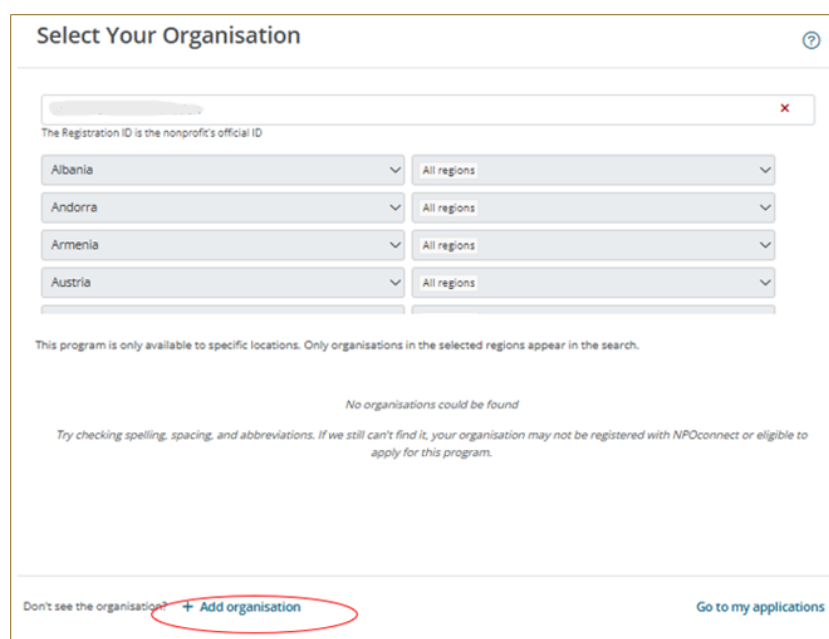 Select Your Organisation
The Registration ID is the nonprofit's official ID
Albania All regions
Andorra All regions
Armenia All regions
Austria All regions
This program is only available to specific locations. Only organisations in the selected regions appear in the search.
No organisations could be found
Try checking spelling, spacing, and abbreviations. If we still can't find it, your organisation may not be registered with NPOconnect or eligible to
apply for this program.
Don't see the organisation? + Add organisation Go to my applications